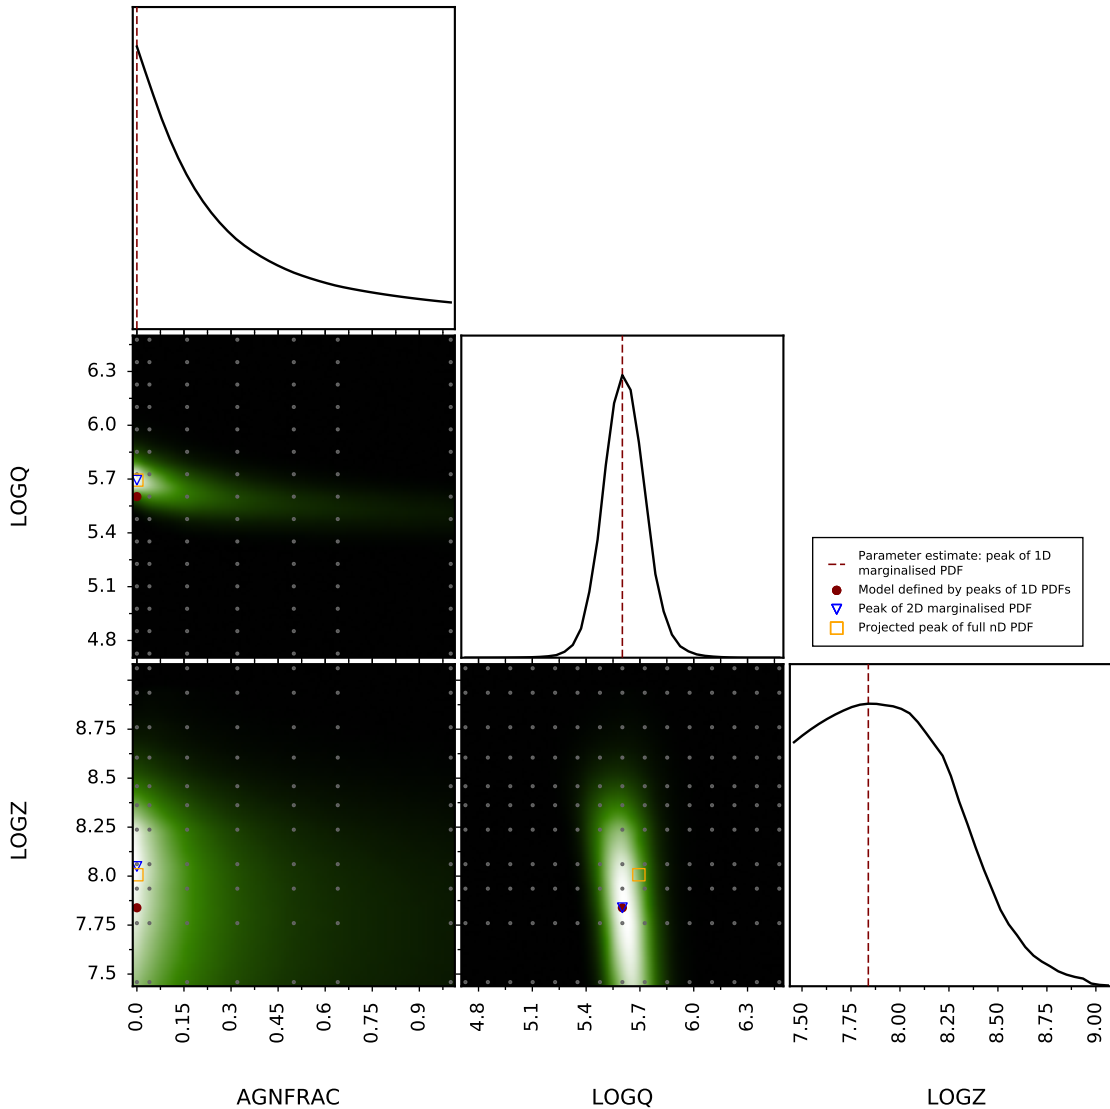 6.3
6.0
5.7
5.4
5.1
4.8
LOGQ
Parameter estimate: peak of 1D
marginalised PDF
Model defined by peaks of 1D PDFs
Peak of 2D marginalised PDF
Projected peak of full nD PDF
8.75
8.5
8.25
8.0
7.75
7.5
LOGZ
0.0 0.15 0.3 0.45 0.6 0.75 0.9
4.8 5.1 5.4 5.7 6.0 6.3
7.50 7.75 8.00 8.25 8.50 8.75 9.00
AGNFRAC LOGQ LOGZ